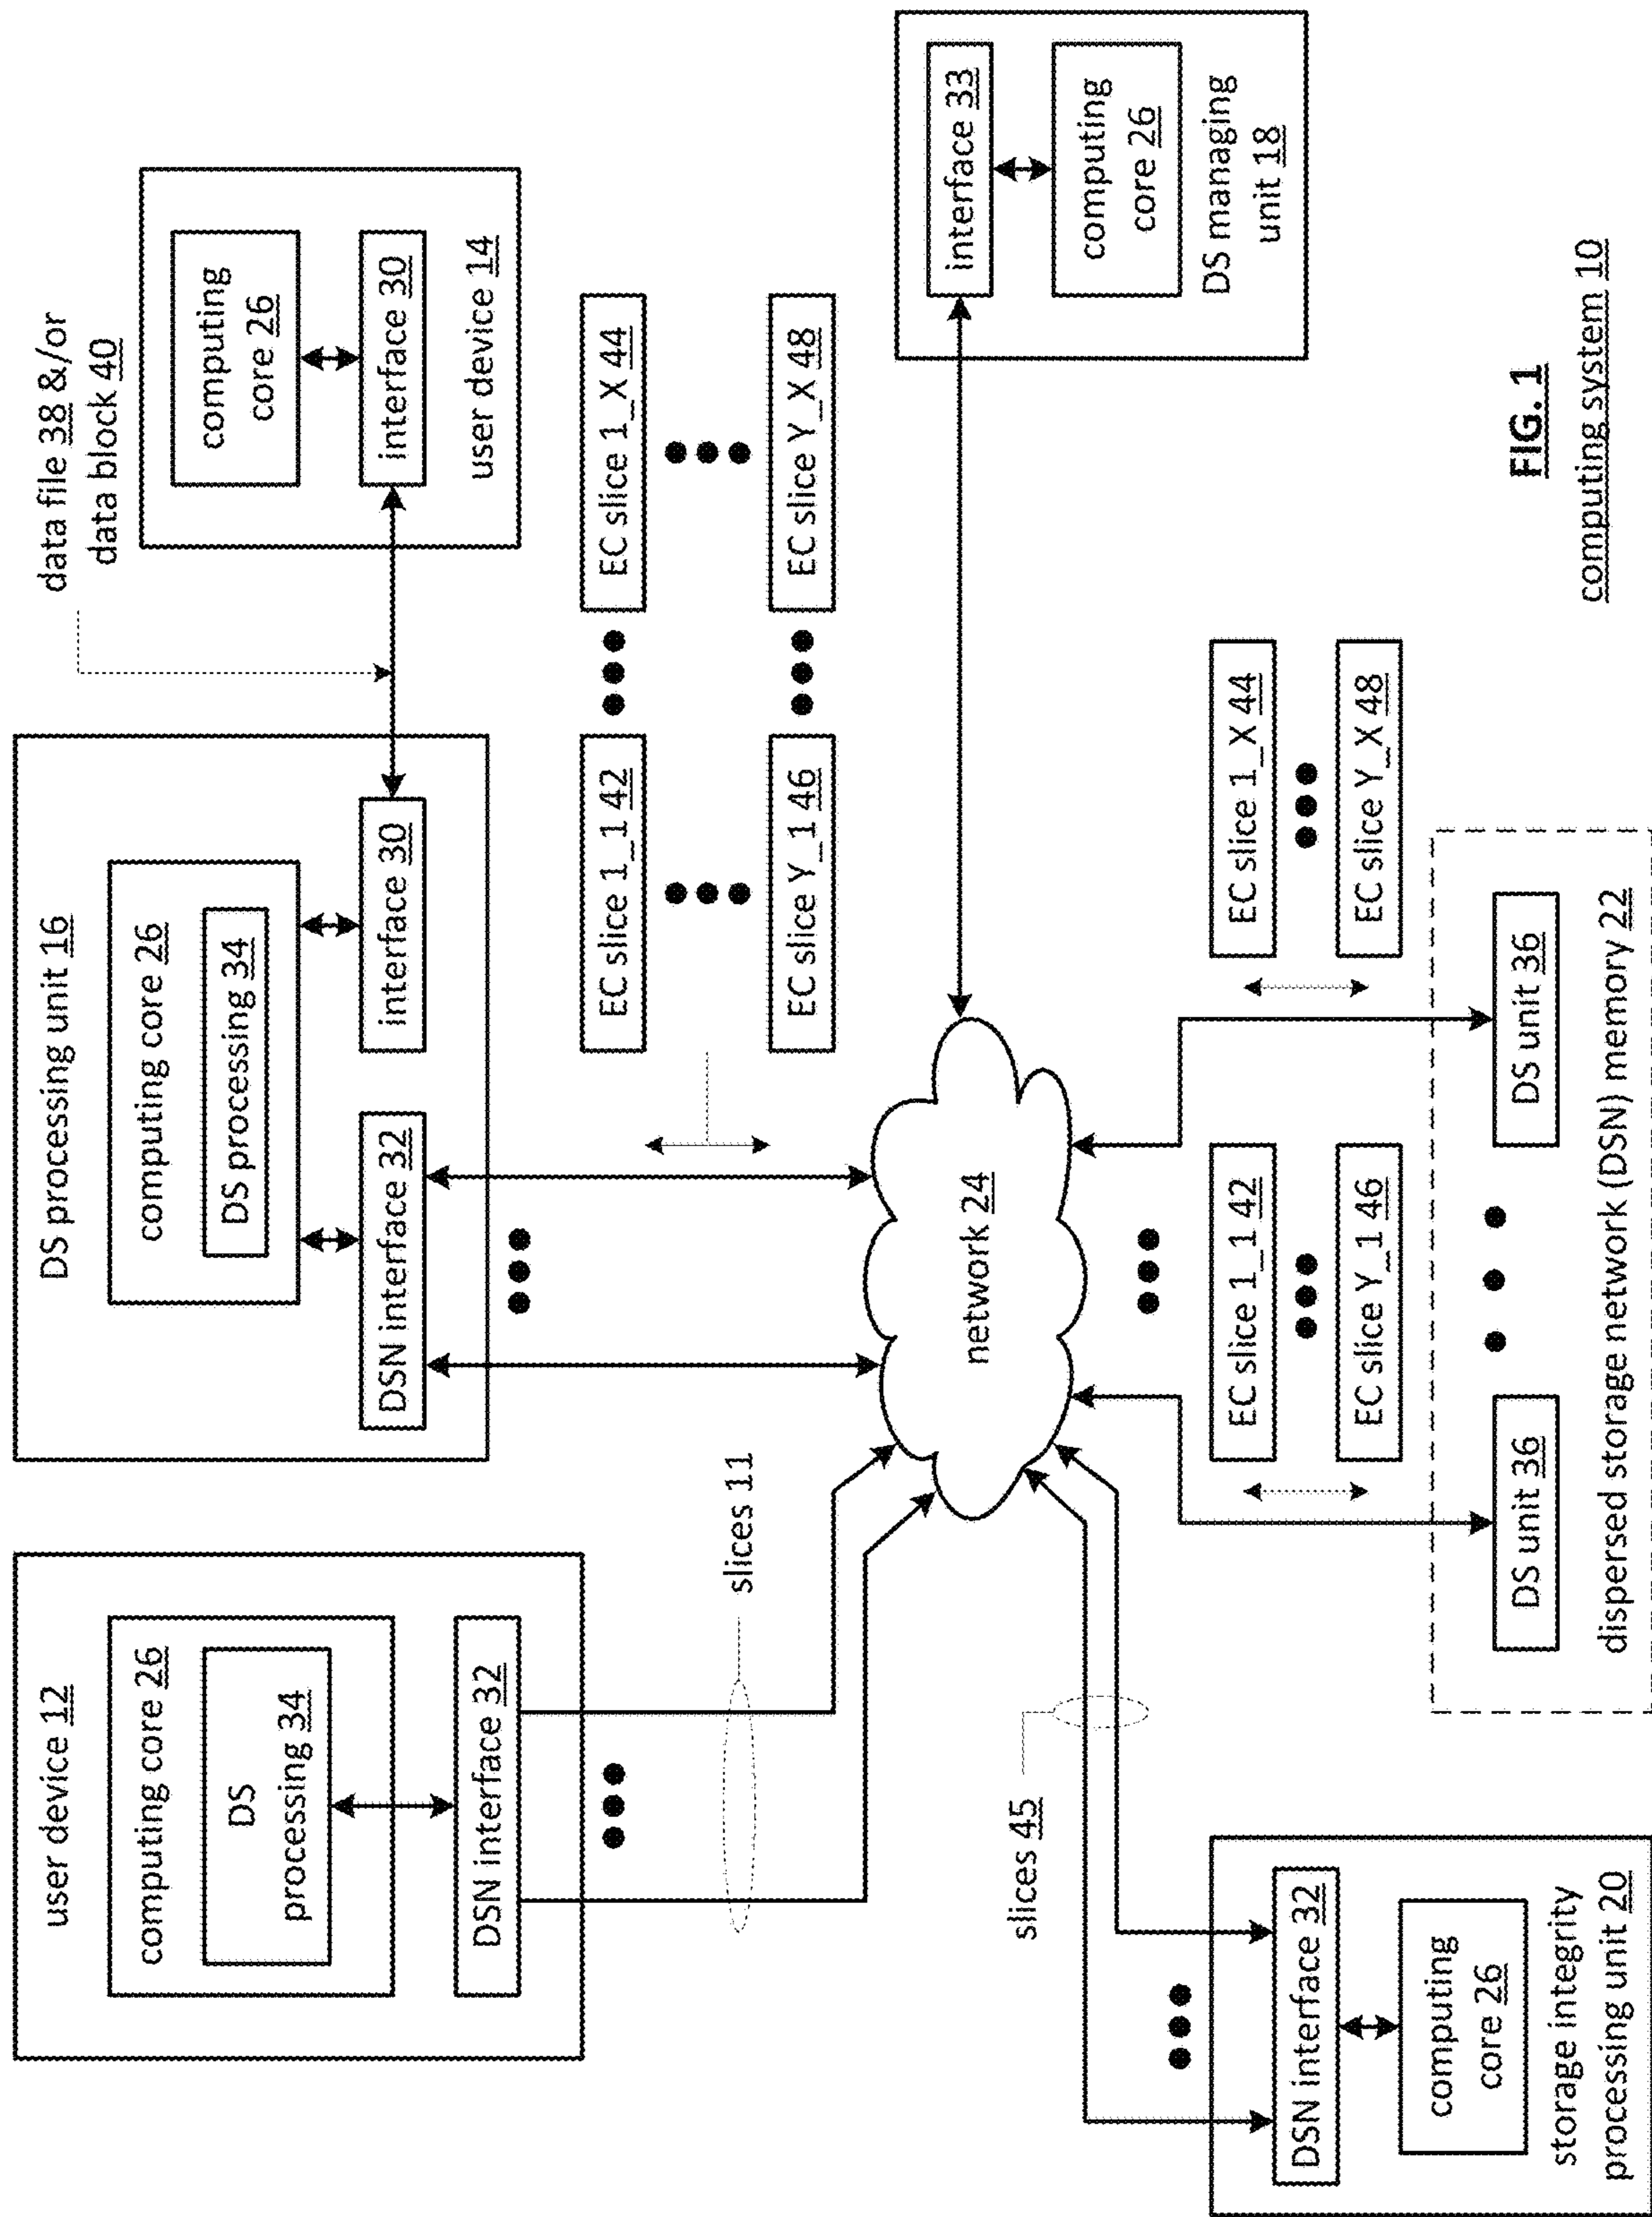 user device 12
computing core 26
DS
processing 34
DSN interface 32
slices 11
DS processing unit 16
computing core 26
DS processing 34
DSN interface 32
interface 30
data file 38 &/or
data block 40
computing
core 26
interface 30
user device 14
EC slice 1_1 42
EC slice 1_X 44
EC slice Y_1 46
EC slice Y_X 48
network 24
interface 33
computing
core 26
DS managing
unit 18
slices 45
DSN interface 32
computing
core 26
storage integrity
processing unit 20
EC slice 1_1 42
EC slice Y_1 46
EC slice 1_X 44
EC slice Y_X 48
DS unit 36
DS unit 36
dispersed storage network (DSN) memory 22
FIG. 1
computing system 10